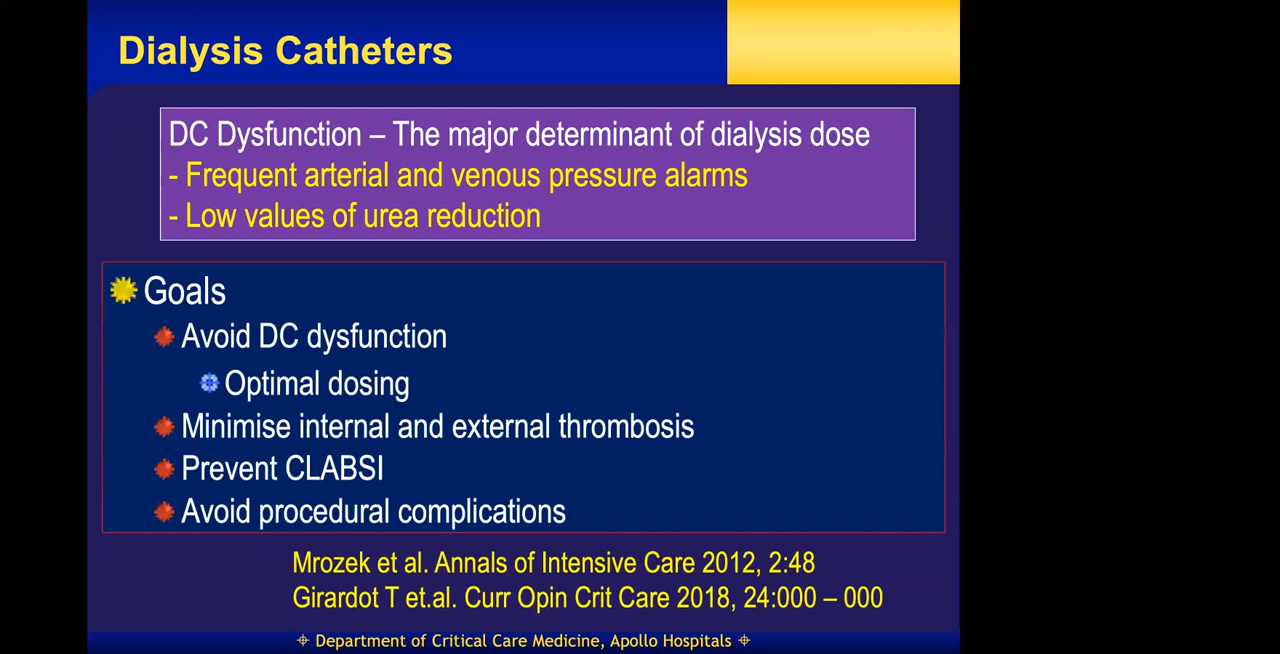 Dialysis Catheters
DC Dysfunction – The major determinant of dialysis dose
- Frequent arterial and venous pressure alarms
- Low values of urea reduction
Goals
Avoid DC dysfunction
Optimal dosing
Minimise internal and external thrombosis
Prevent CLABSI
Avoid procedural complications
Mrozek et al. Annals of Intensive Care 2012, 2:48
Girardot T et.al. Curr Opin Crit Care 2018, 24:000 – 000
Department of Critical Care Medicine, Apollo Hospitals